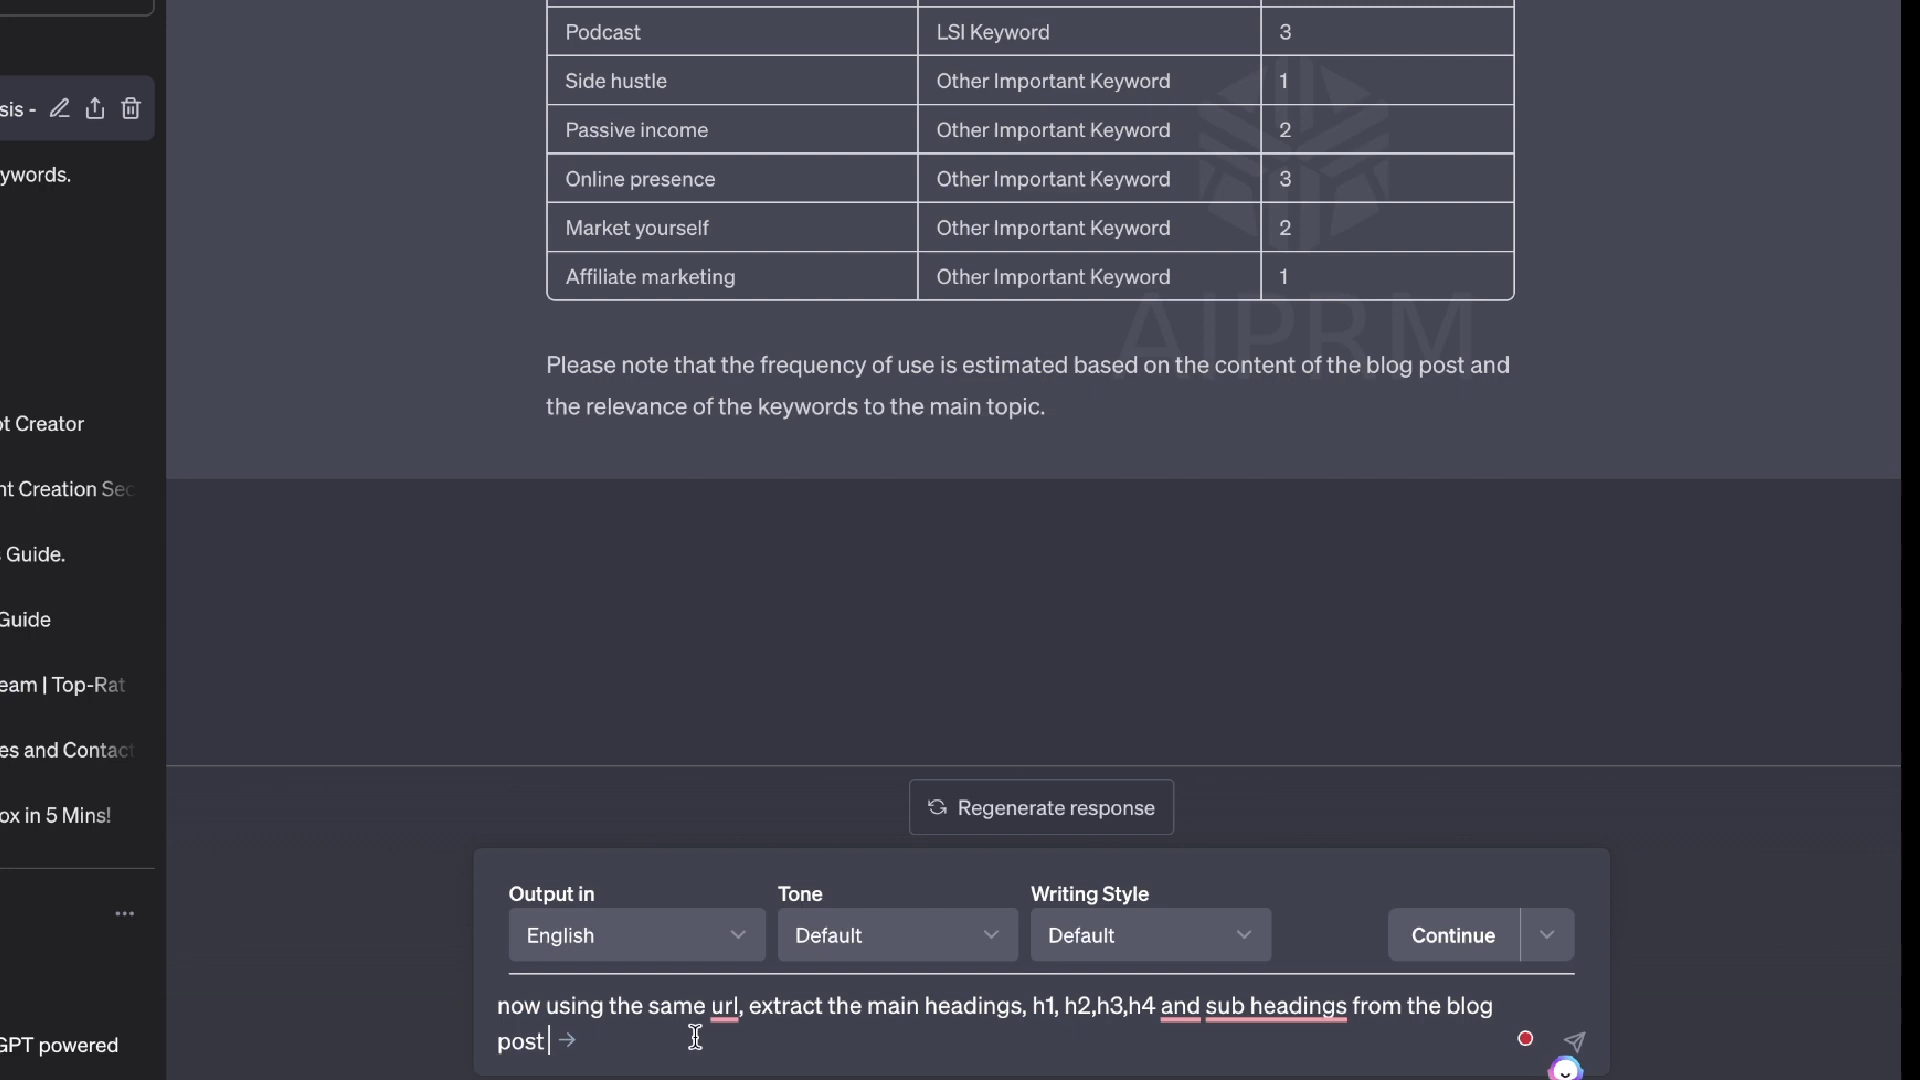 Podcast LSI Keyword 3
Side hustle Other Important Keyword 1
sis -
Passive income Other Important Keyword 2
ywords.
Online presence Other Important Keyword 3
Market yourself Other Important Keyword 2
Affiliate marketing Other Important Keyword 1
AIPRM
Please note that the frequency of use is estimated based on the content of the blog post and
the relevance of the keywords to the main topic.
ot Creator
nt Creation Sec
s Guide.
Guide
eam | Top-Rat
es and Contact
ox in 5 Mins!
Regenerate response
Output in Tone Writing Style
English Default Default Continue
now using the same url, extract the main headings, h1, h2,h3,h4 and sub headings from the blog
post
GPT powered